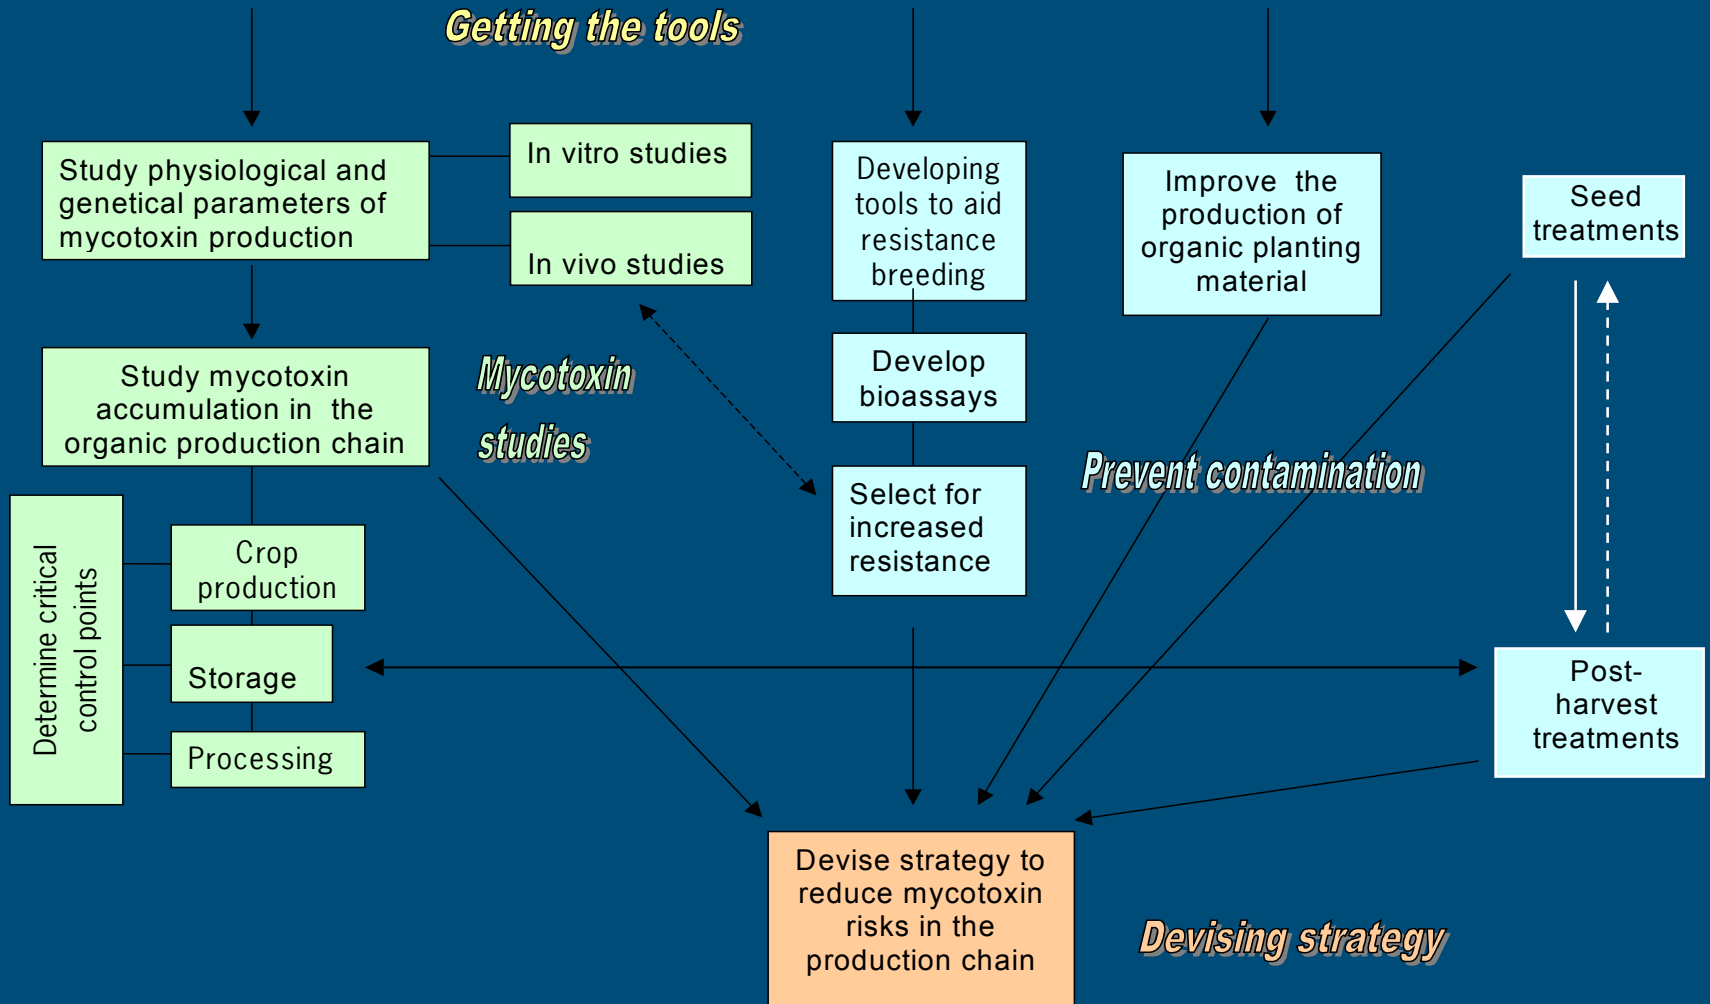 Getting the tools
Study physiological and
genetical parameters of
mycotoxin production
In vitro studies
In vivo studies
Developing
tools to aid
resistance
breeding
Improve the
production of
organic planting
material
Seed
treatments
Study mycotoxin
accumulation in the
organic production chain
Mycotoxin
studies
Develop
bioassays
Select for
increased
resistance
Prevent contamination
Determine critical
control points
Crop
production
Storage
Processing
Post-
harvest
treatments
Devise strategy to
reduce mycotoxin
risks in the
production chain
Devising strategy